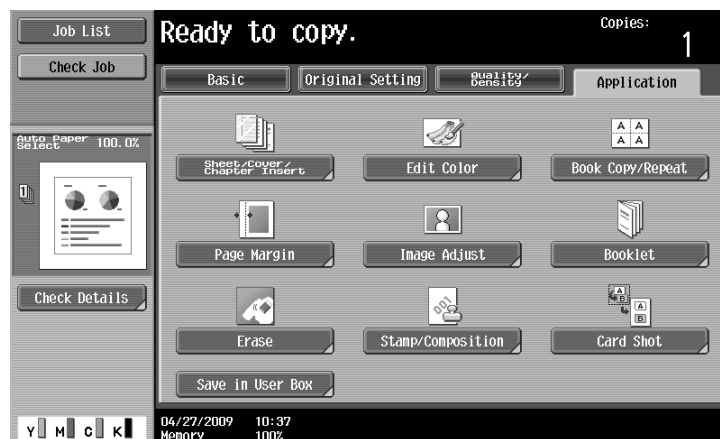 Job List
Ready to copy.
Copies:
1
Check Job
Basic
Original Setting
Quality/
Density
Application
Auto Paper
Select
100.0%
Sheet/Cover/
Chapter Insert
Edit Color
Book Copy/Repeat
Page Margin
Image Adjust
Booklet
Check Details
Erase
Stamp/Composition
Card Shot
Save in User Box
Y M C K
04/27/2009 10:37
Memory 100%